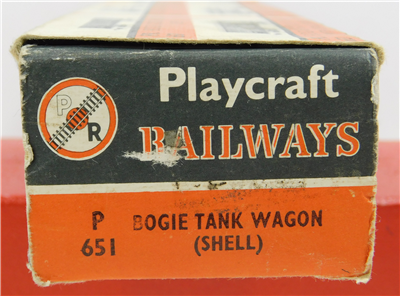 Playcraft
P R
RAILWAYS
P BOGIE TANK WAGON
651 (SHELL)